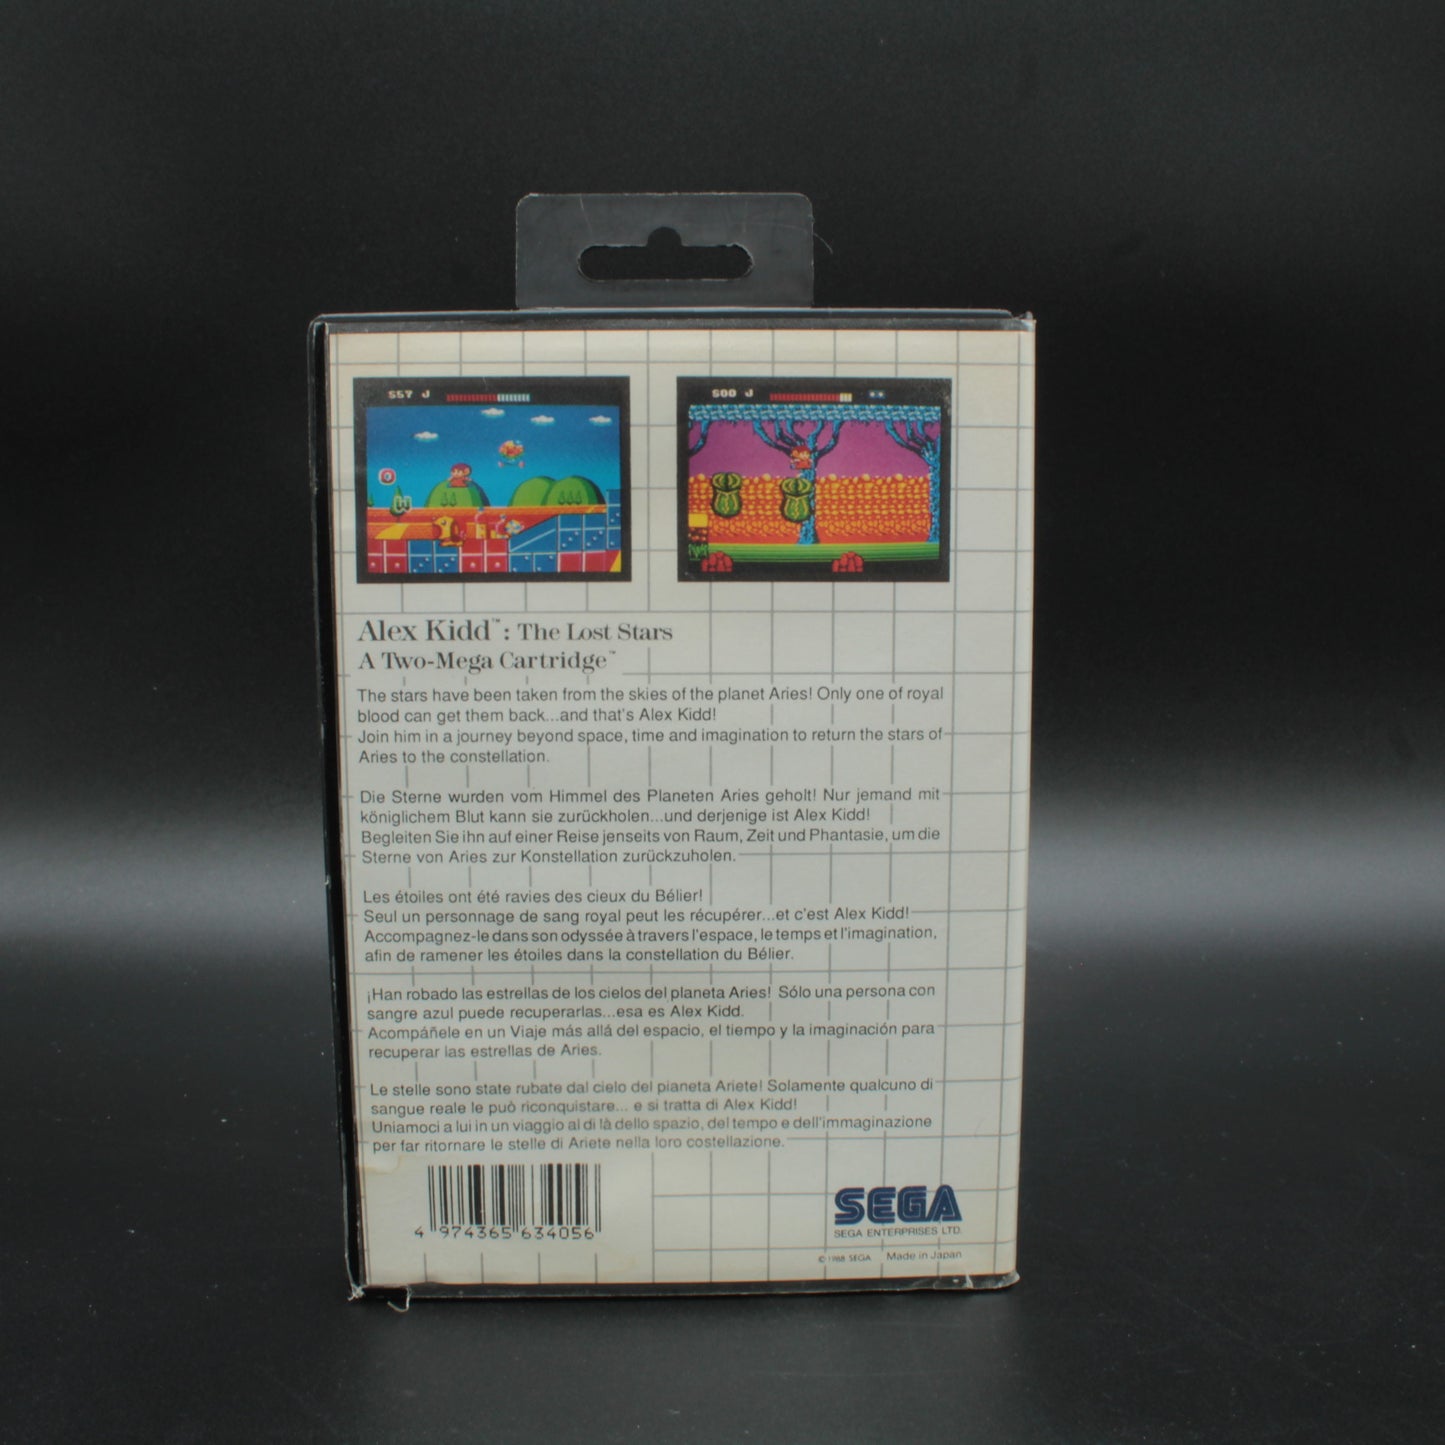 557 J
500 J
Alex Kidd™: The Lost Stars
A Two-Mega Cartridge™
The stars have been taken from the skies of the planet Aries! Only one of royal
blood can get them back...and that's Alex Kidd!
Join him in a journey beyond space, time and imagination to return the stars of
Aries to the constellation.
Die Sterne wurden vom Himmel des Planeten Aries geholt! Nur jemand mit
königlichem Blut kann sie zurückholen...und derjenige ist Alex Kidd!
Begleiten Sie ihn auf einer Reise jenseits von Raum, Zeit und Phantasie, um die
Sterne von Aries zur Konstellation zurückzuholen.
Les étoiles ont été ravies des cieux du Bélier!
Seul un personnage de sang royal peut les récupérer...et c'est Alex Kidd!
Accompagnez-le dans son odyssée à travers l'espace, le temps et l'imagination,
afin de ramener les étoiles dans la constellation du Bélier.
¡Han robado las estrellas de los cielos del planeta Aries! Sólo una persona con
sangre azul puede recuperarlas...esa es Alex Kidd.
Acompáñele en un Viaje más allá del espacio, el tiempo y la imaginación para
recuperar las estrellas de Aries.
Le stelle sono state rubate dal cielo del pianeta Ariete! Solamente qualcuno di
sangue reale le può riconquistare... e si tratta di Alex Kidd!
Uniamoci a lui in un viaggio al di là dello spazio, del tempo e dell'immaginazione
per far ritornare le stelle di Ariete nella loro costellazione.
4 974365 634056
SEGA
SEGA ENTERPRISES LTD.
© 1988 SEGA Made in Japan